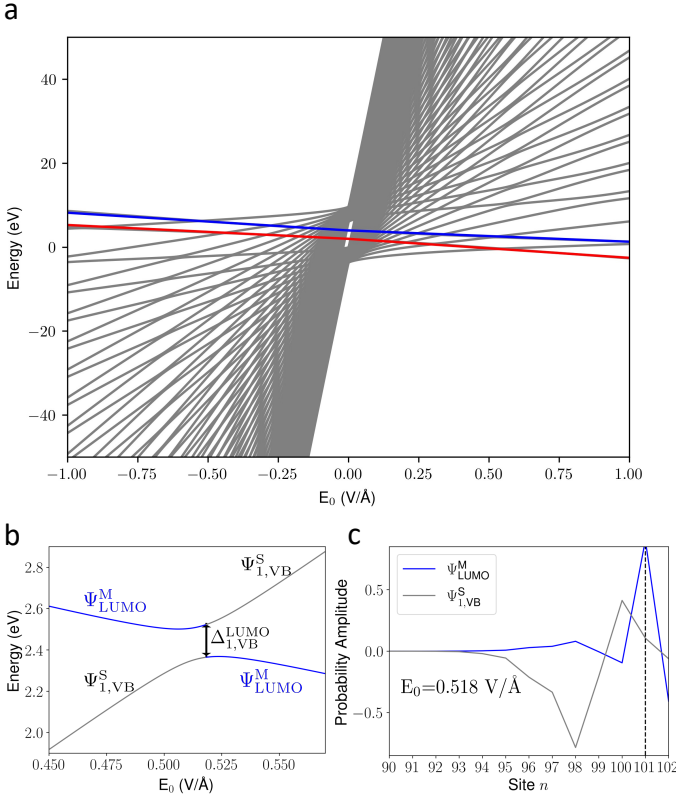 a
40
20
0
−20
−40
Energy (eV)
−1.00 −0.75 −0.50 −0.25 0.00 0.25 0.50 0.75 1.00
E₀ (V/Å)
b
2.8
2.6
2.4
2.2
2.0
Energy (eV)
Ψ^S_1,VB
Ψ^M_LUMO
Δ^LUMO_1,VB
Ψ^S_1,VB
Ψ^M_LUMO
0.450 0.475 0.500 0.525 0.550
E₀ (V/Å)
c
Ψ^M_LUMO
Ψ^S_1,VB
0.5
0.0
−0.5
Probability Amplitude
E₀=0.518 V/Å
90 91 92 93 94 95 96 97 98 99 100 101 102
Site n